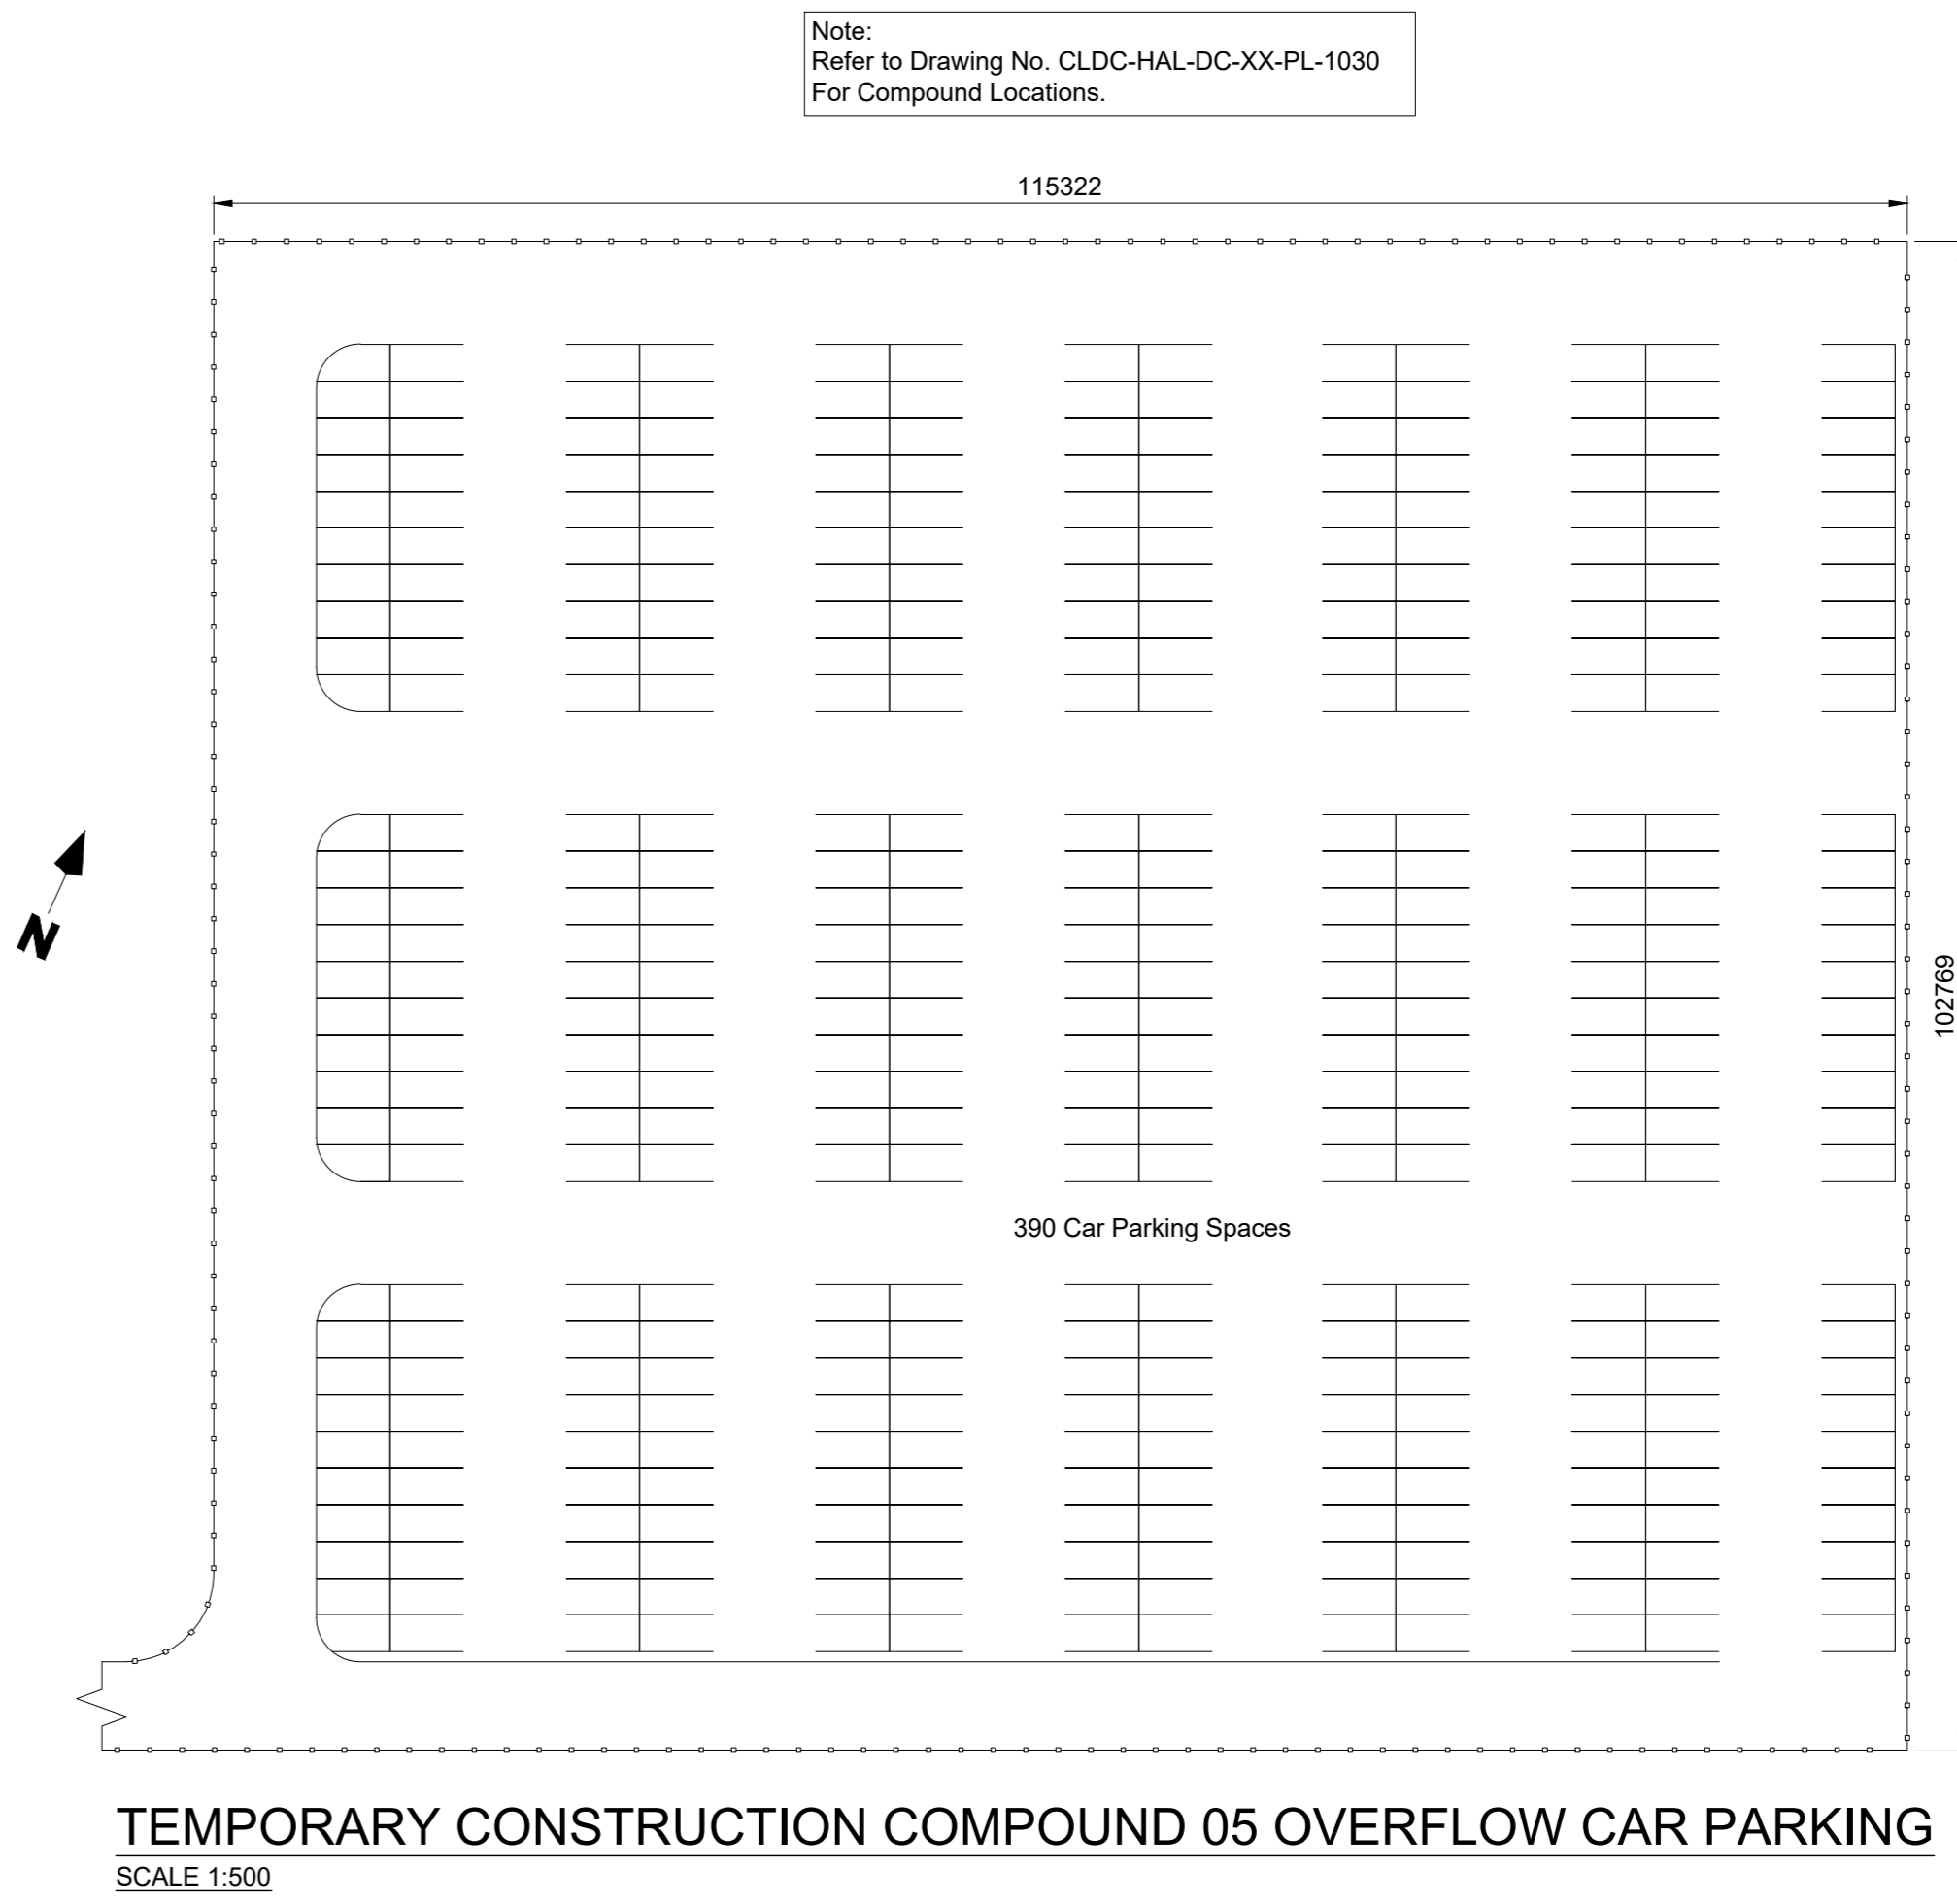 Note:
Refer to Drawing No. CLDC-HAL-DC-XX-PL-1030
For Compound Locations.
115322
102769
N
390 Car Parking Spaces
TEMPORARY CONSTRUCTION COMPOUND 05 OVERFLOW CAR PARKING
SCALE 1:500